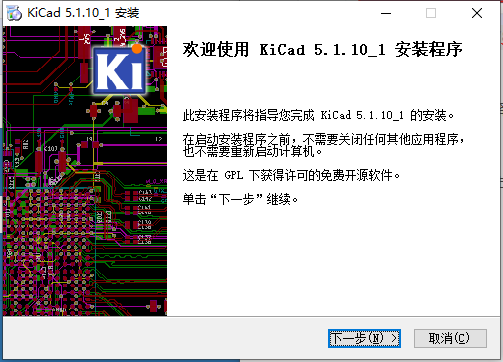 KiCad 5.1.10_1 安装
Ki
欢迎使用 KiCad 5.1.10_1 安装程序
此安装程序将指导您完成 KiCad 5.1.10_1 的安装。
在启动安装程序之前，不需要关闭任何其他应用程序，
也不需要重新启动计算机。
这是在 GPL 下获得许可的免费开源软件。
单击“下一步”继续。
下一步(N) >
取消(C)